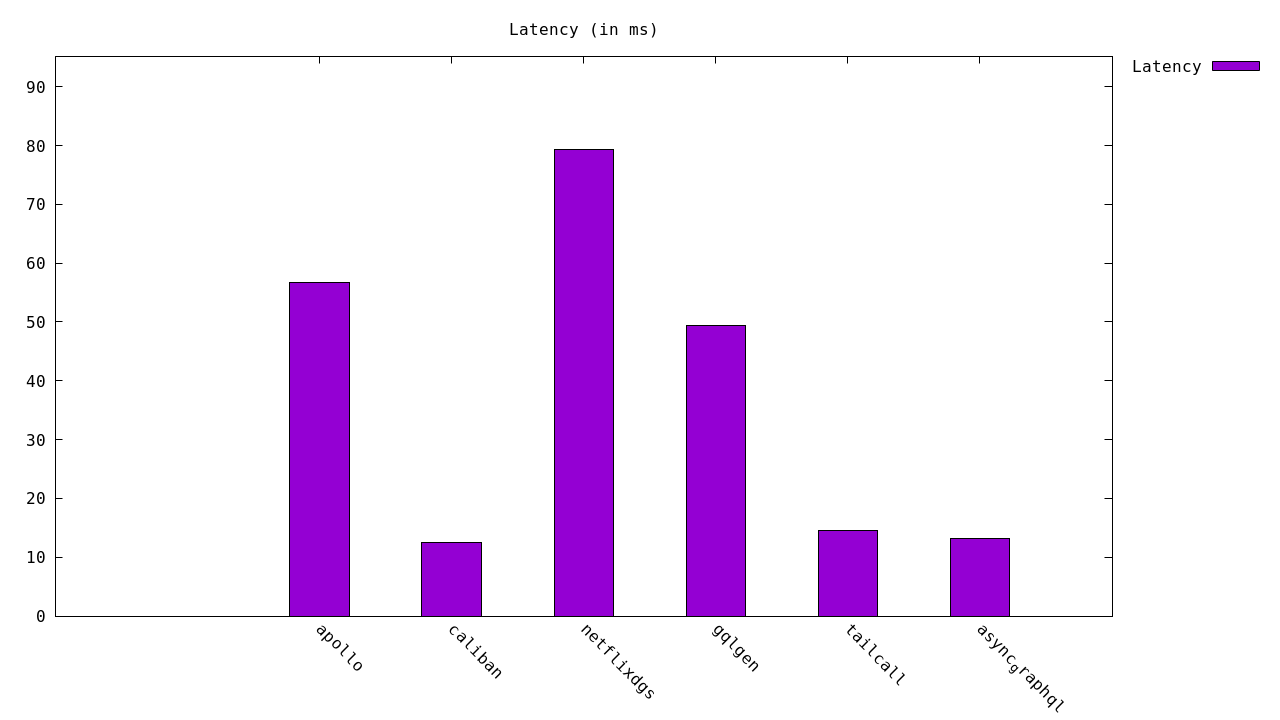 Latency (in ms)
Latency
90
80
70
60
50
40
30
20
10
0
apollo
caliban
netflixdgs
gqlgen
tailcall
asyncgraphql